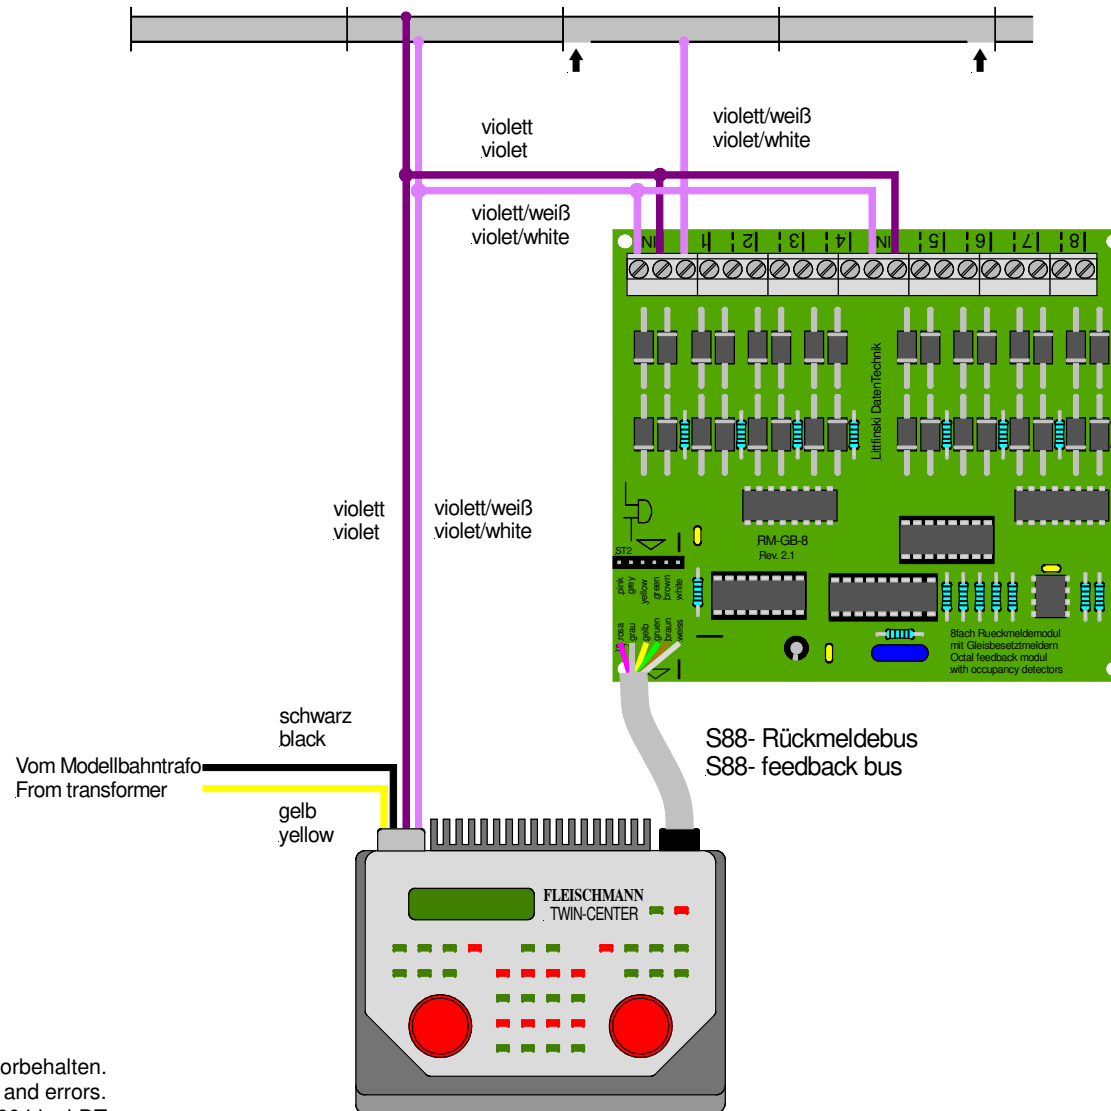 violett
violet
violett/weiß
violet/white
violett/weiß
violet/white
IN 1 2 3 4 IN 5 6 7 8
Littfinski DatenTechnik
violett
violet
violett/weiß
violet/white
RM-GB-8
Rev. 2.1
ST2
pink
grey
yellow
green
brown
white
rosa
grau
gelb
gruen
braun
weiss
8fach Rueckmeldemodul
mit Gleisbesetztmeldern
Octal feedback modul
with occupancy detectors
schwarz
black
Vom Modellbahntrafo
From transformer
gelb
yellow
S88- Rückmeldebus
S88- feedback bus
FLEISCHMANN
TWIN-CENTER
orbehalten.
and errors.